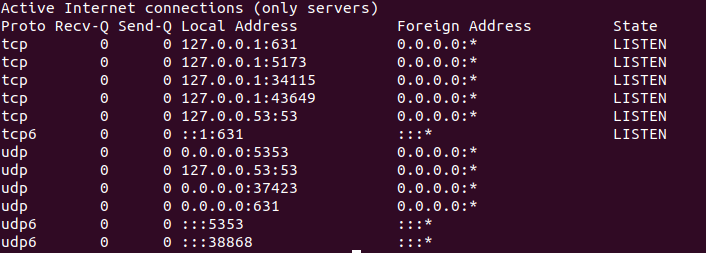 Active Internet connections (only servers)
Proto Recv-Q Send-Q Local Address           Foreign Address         State
tcp        0      0 127.0.0.1:631           0.0.0.0:*               LISTEN
tcp        0      0 127.0.0.1:5173          0.0.0.0:*               LISTEN
tcp        0      0 127.0.0.1:34115         0.0.0.0:*               LISTEN
tcp        0      0 127.0.0.1:43649         0.0.0.0:*               LISTEN
tcp        0      0 127.0.0.53:53           0.0.0.0:*               LISTEN
tcp6       0      0 ::1:631                 :::*                    LISTEN
udp        0      0 0.0.0.0:5353            0.0.0.0:*
udp        0      0 127.0.0.53:53           0.0.0.0:*
udp        0      0 0.0.0.0:37423           0.0.0.0:*
udp        0      0 0.0.0.0:631             0.0.0.0:*
udp6       0      0 :::5353                 :::*
udp6       0      0 :::38868                :::*